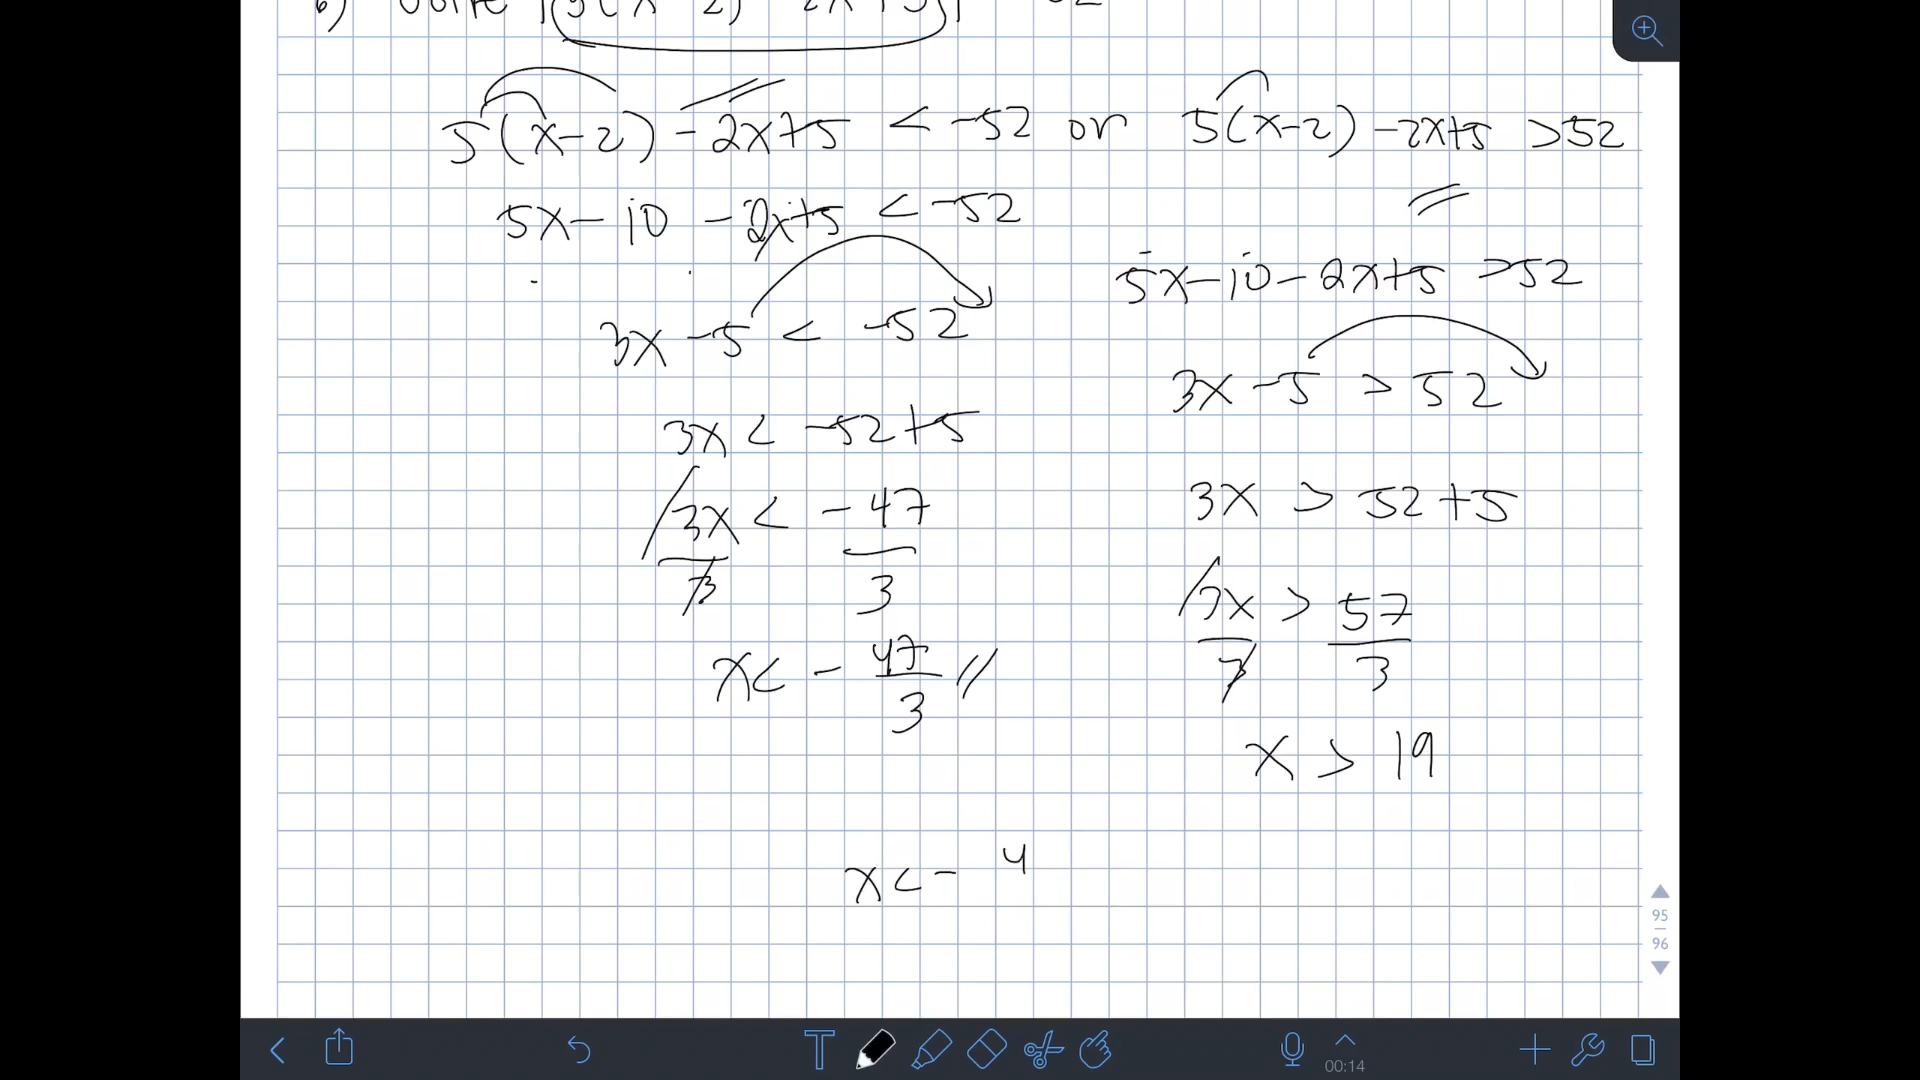 5(x-2) -2x+5 < -52 or 5(x-2) -2x+5 >52
5x- 10 -2x+5 < -52
5x-10-2x+5 >52
3x -5 < -52
3x -5 > 52
3x < -52+5
3x < -47
3 3
3x > 52+5
3x > 57
3 3
x< - 47
3
x > 19
x< - 4
95
96
T
00:14